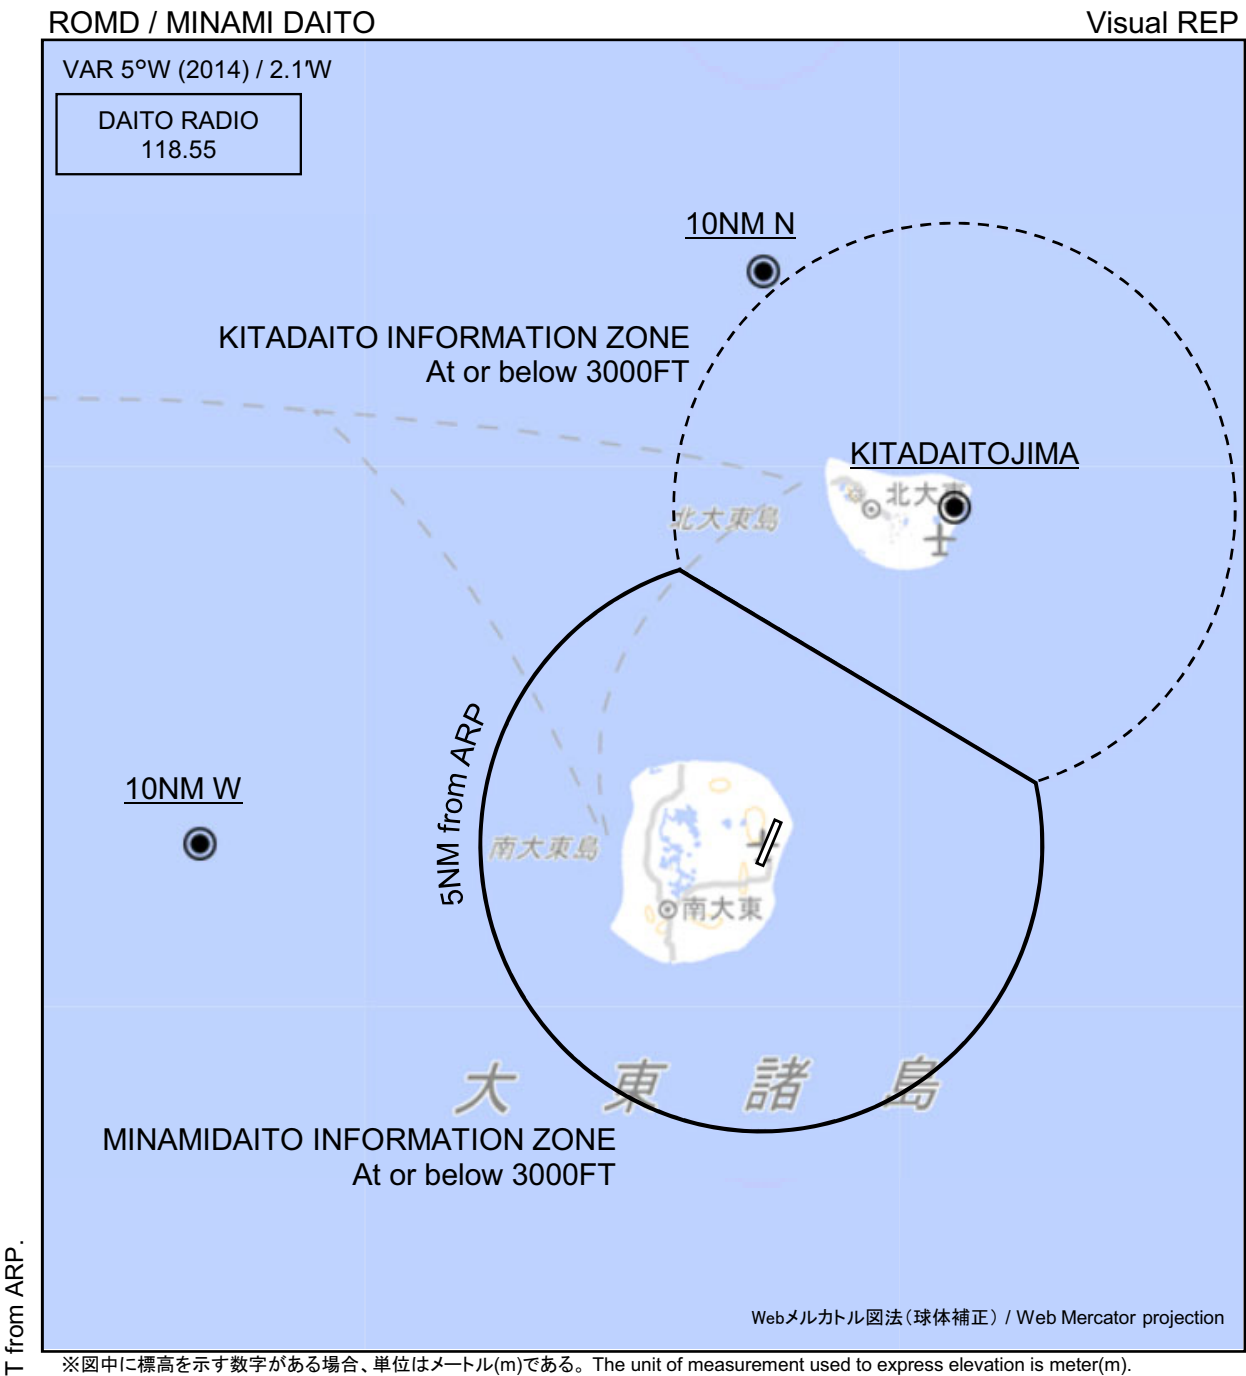 ROMD / MINAMI DAITO
Visual REP
VAR 5°W (2014) / 2.1'W
DAITO RADIO
118.55
10NM N
KITADAITO INFORMATION ZONE
At or below 3000FT
KITADAITOJIMA
北大東
北大東島
5NM from ARP
10NM W
南大東島
南大東
大東諸島
MINAMIDAITO INFORMATION ZONE
At or below 3000FT
T from ARP.
Webメルカトル図法（球体補正） / Web Mercator projection
※図中に標高を示す数字がある場合、単位はメートル(m)である。 The unit of measurement used to express elevation is meter(m).